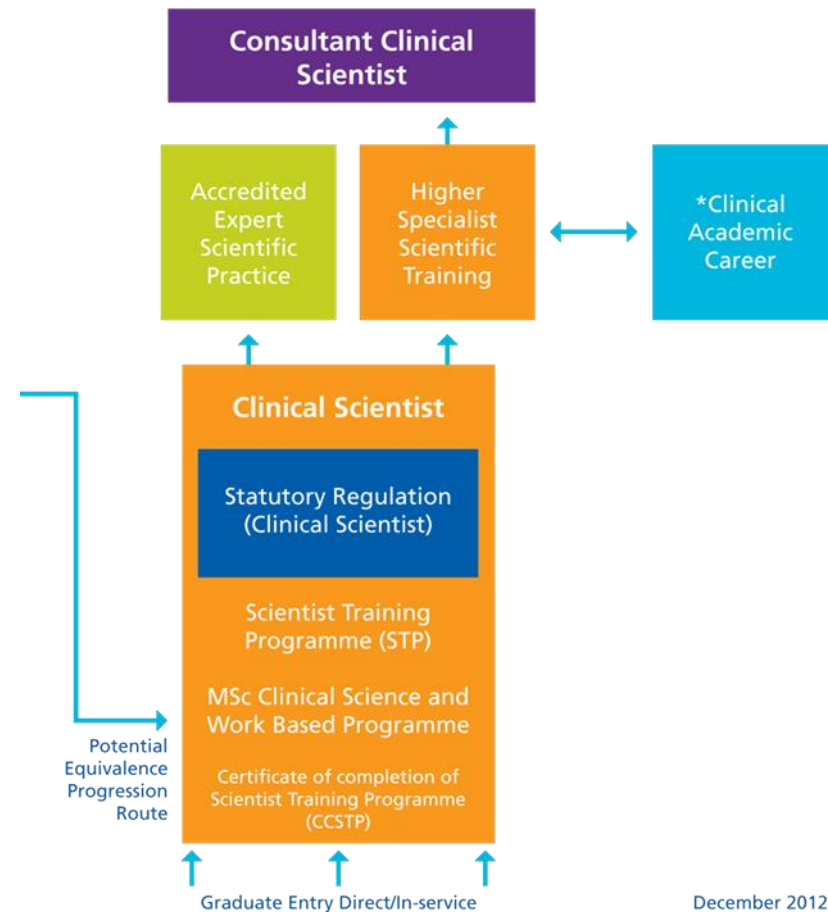 Consultant Clinical
Scientist
Accredited
Expert
Scientific
Practice
Higher
Specialist
Scientific
Training
*Clinical
Academic
Career
Clinical Scientist
Statutory Regulation
(Clinical Scientist)
Scientist Training
Programme (STP)
MSc Clinical Science and
Work Based Programme
Certificate of completion of
Scientist Training Programme
(CCSTP)
Potential
Equivalence
Progression
Route
Graduate Entry Direct/In-service
December 2012